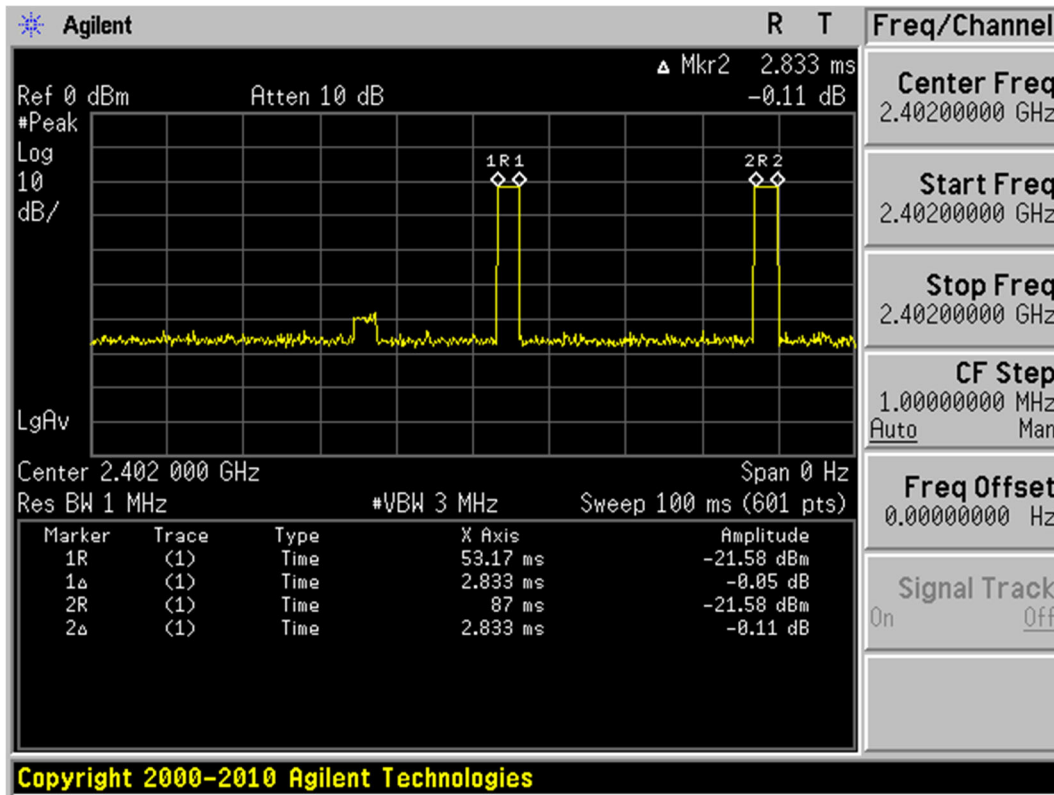 Agilent R T Freq/Channel
Δ Mkr2 2.833 ms
Ref 0 dBm Atten 10 dB -0.11 dB
#Peak
Log
10
dB/
1R 1 2R 2
LgAv
Center 2.402 000 GHz Span 0 Hz
Res BW 1 MHz #VBW 3 MHz Sweep 100 ms (601 pts)
Marker Trace Type X Axis Amplitude
1R (1) Time 53.17 ms -21.58 dBm
1Δ (1) Time 2.833 ms -0.05 dB
2R (1) Time 87 ms -21.58 dBm
2Δ (1) Time 2.833 ms -0.11 dB
Center Freq
2.40200000 GHz
Start Freq
2.40200000 GHz
Stop Freq
2.40200000 GHz
CF Step
1.00000000 MHz
Auto Man
Freq Offset
0.00000000 Hz
Signal Track
On Off
Copyright 2000-2010 Agilent Technologies